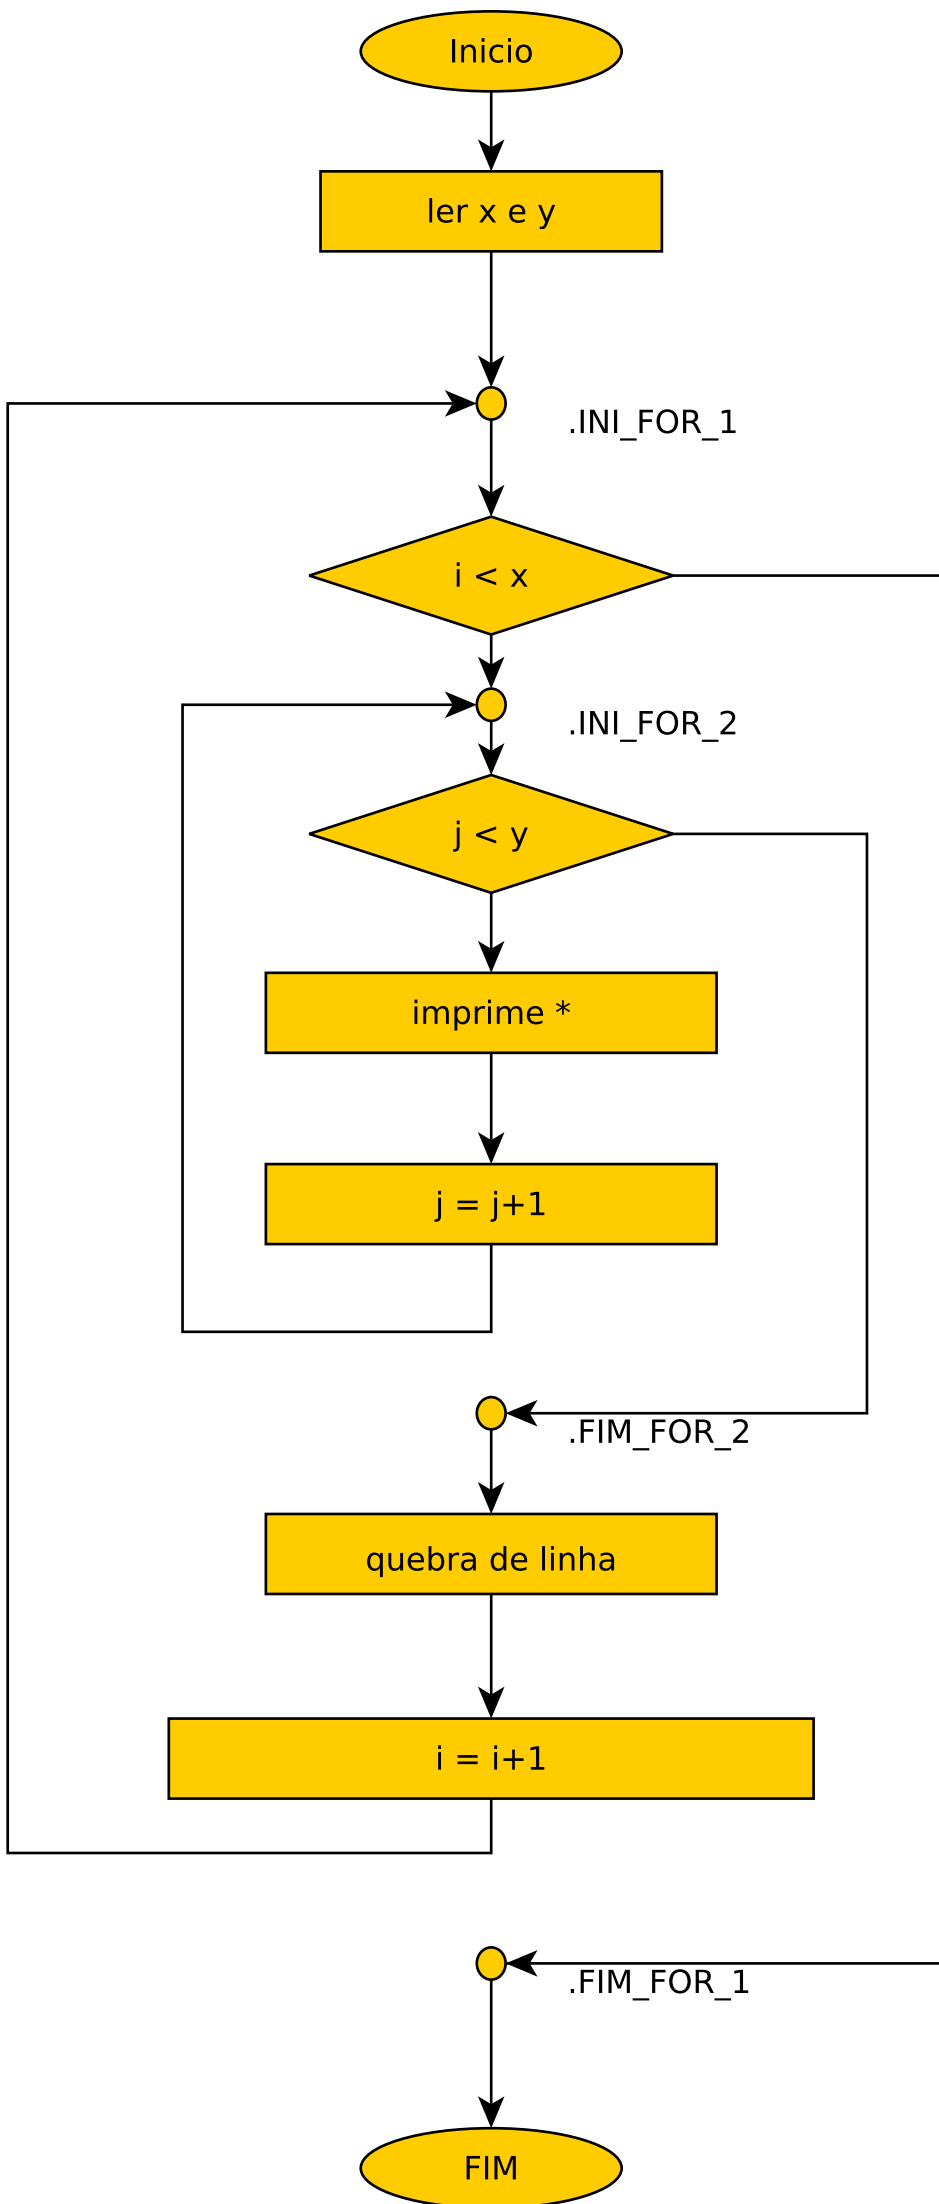 Inicio
ler x e y
.INI_FOR_1
i < x
.INI_FOR_2
j < y
imprime *
j = j+1
.FIM_FOR_2
quebra de linha
i = i+1
.FIM_FOR_1
FIM